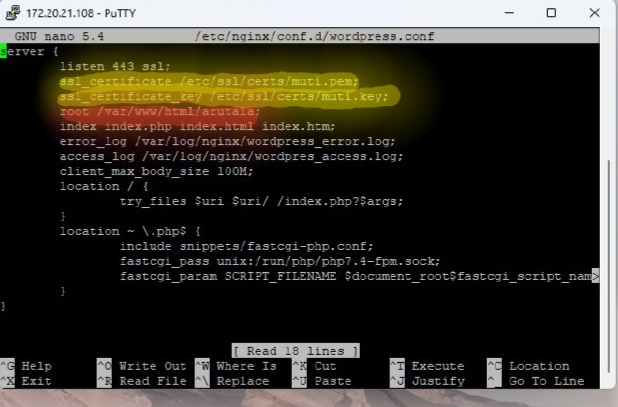 172.20.21.108 - PuTTY
GNU nano 5.4 /etc/nginx/conf.d/wordpress.conf
server {
listen 443 ssl;
ssl_certificate /etc/ssl/certs/muti.pem;
ssl_certificate_key /etc/ssl/certs/muti.key;
root /var/www/html/arutala;
index index.php index.html index.htm;
error_log /var/log/nginx/wordpres_error.log;
access_log /var/log/nginx/wordpres_access.log;
client_max_body_size 100M;
location / {
try_files $uri $uri/ /index.php?$args;
}
location ~ \.php$ {
include snippets/fastcgi-php.conf;
fastcgi_pass unix:/run/php/php7.4-fpm.sock;
fastcgi_param SCRIPT_FILENAME $document_root$fastcgi_script_nam>
}
}
[ Read 18 lines ]
^G Help ^O Write Out ^W Where Is ^K Cut ^T Execute ^C Location
^X Exit ^R Read File ^\ Replace ^U Paste ^J Justify ^_ Go To Line